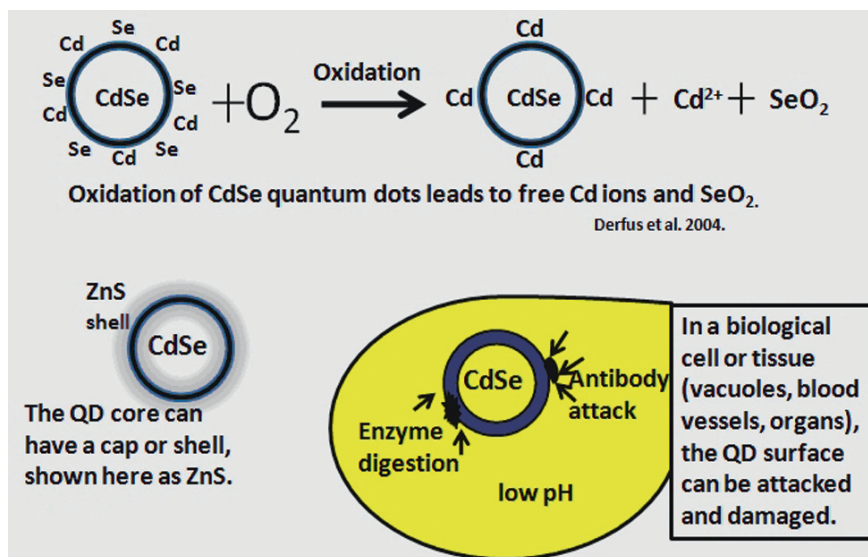 Se
Cd Cd
Se Se
CdSe
Cd Cd
Se Se
Cd
+O₂
Oxidation
Cd
Cd CdSe Cd
Cd
+ Cd²⁺ + SeO₂
Oxidation of CdSe quantum dots leads to free Cd ions and SeO₂.
Derfus et al. 2004.
ZnS
shell
CdSe
The QD core can
have a cap or shell,
shown here as ZnS.
CdSe
Antibody
attack
Enzyme
digestion
low pH
In a biological
cell or tissue
(vacuoles, blood
vessels, organs),
the QD surface
can be attacked
and damaged.